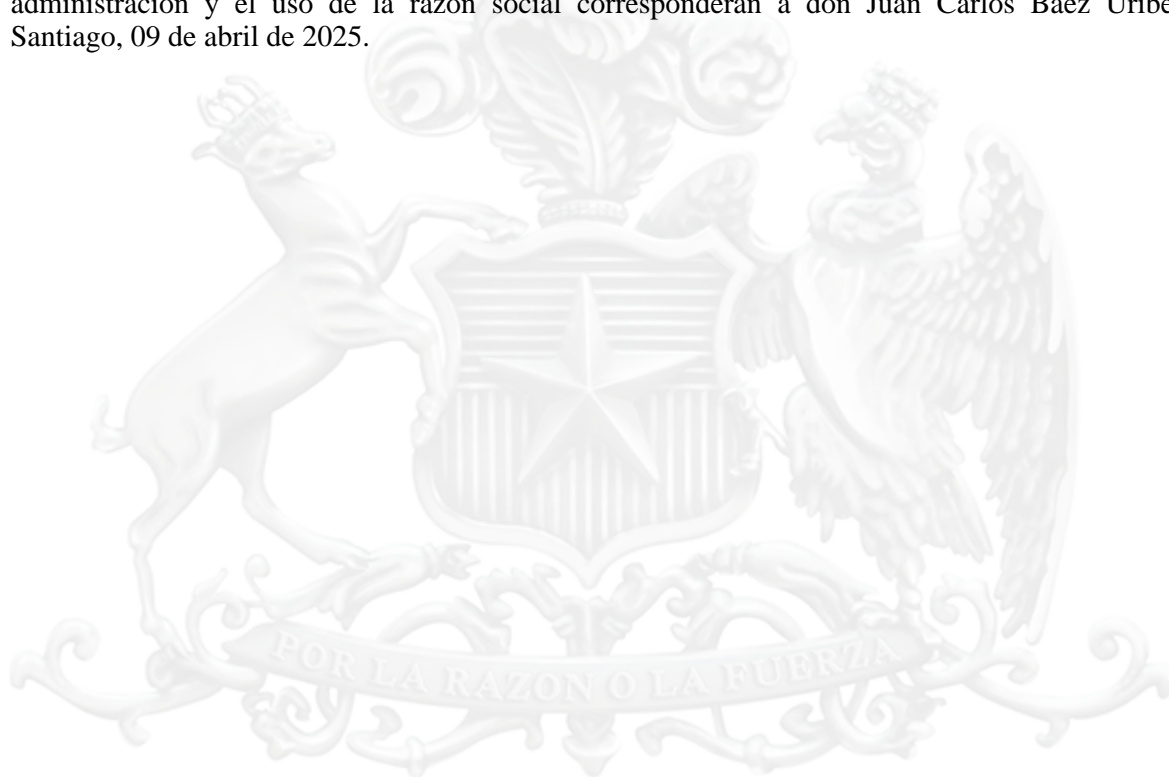 administración y el uso de la razón social corresponderán a don Juan Carlos Báez Uribe
Santiago, 09 de abril de 2025.
POR LA RAZON O LA FUERZA